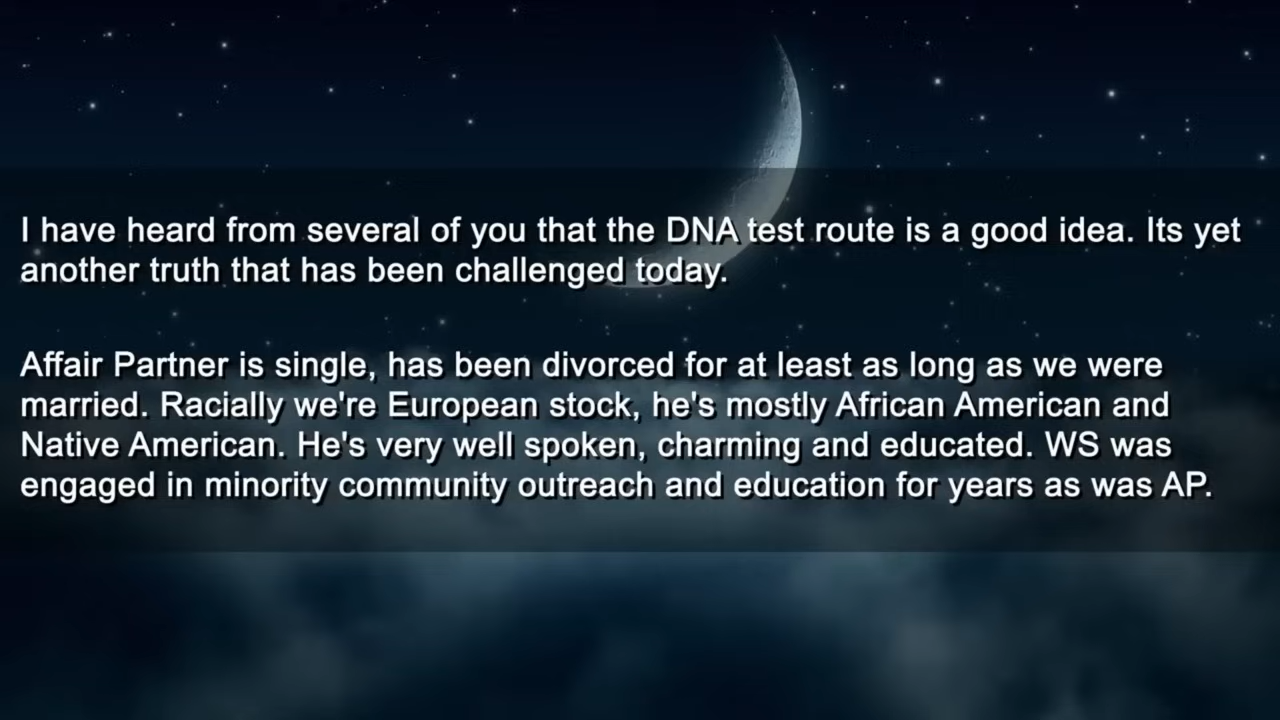 I have heard from several of you that the DNA test route is a good idea. Its yet
another truth that has been challenged today.
Affair Partner is single, has been divorced for at least as long as we were
married. Racially we're European stock, he's mostly African American and
Native American. He's very well spoken, charming and educated. WS was
engaged in minority community outreach and education for years as was AP.